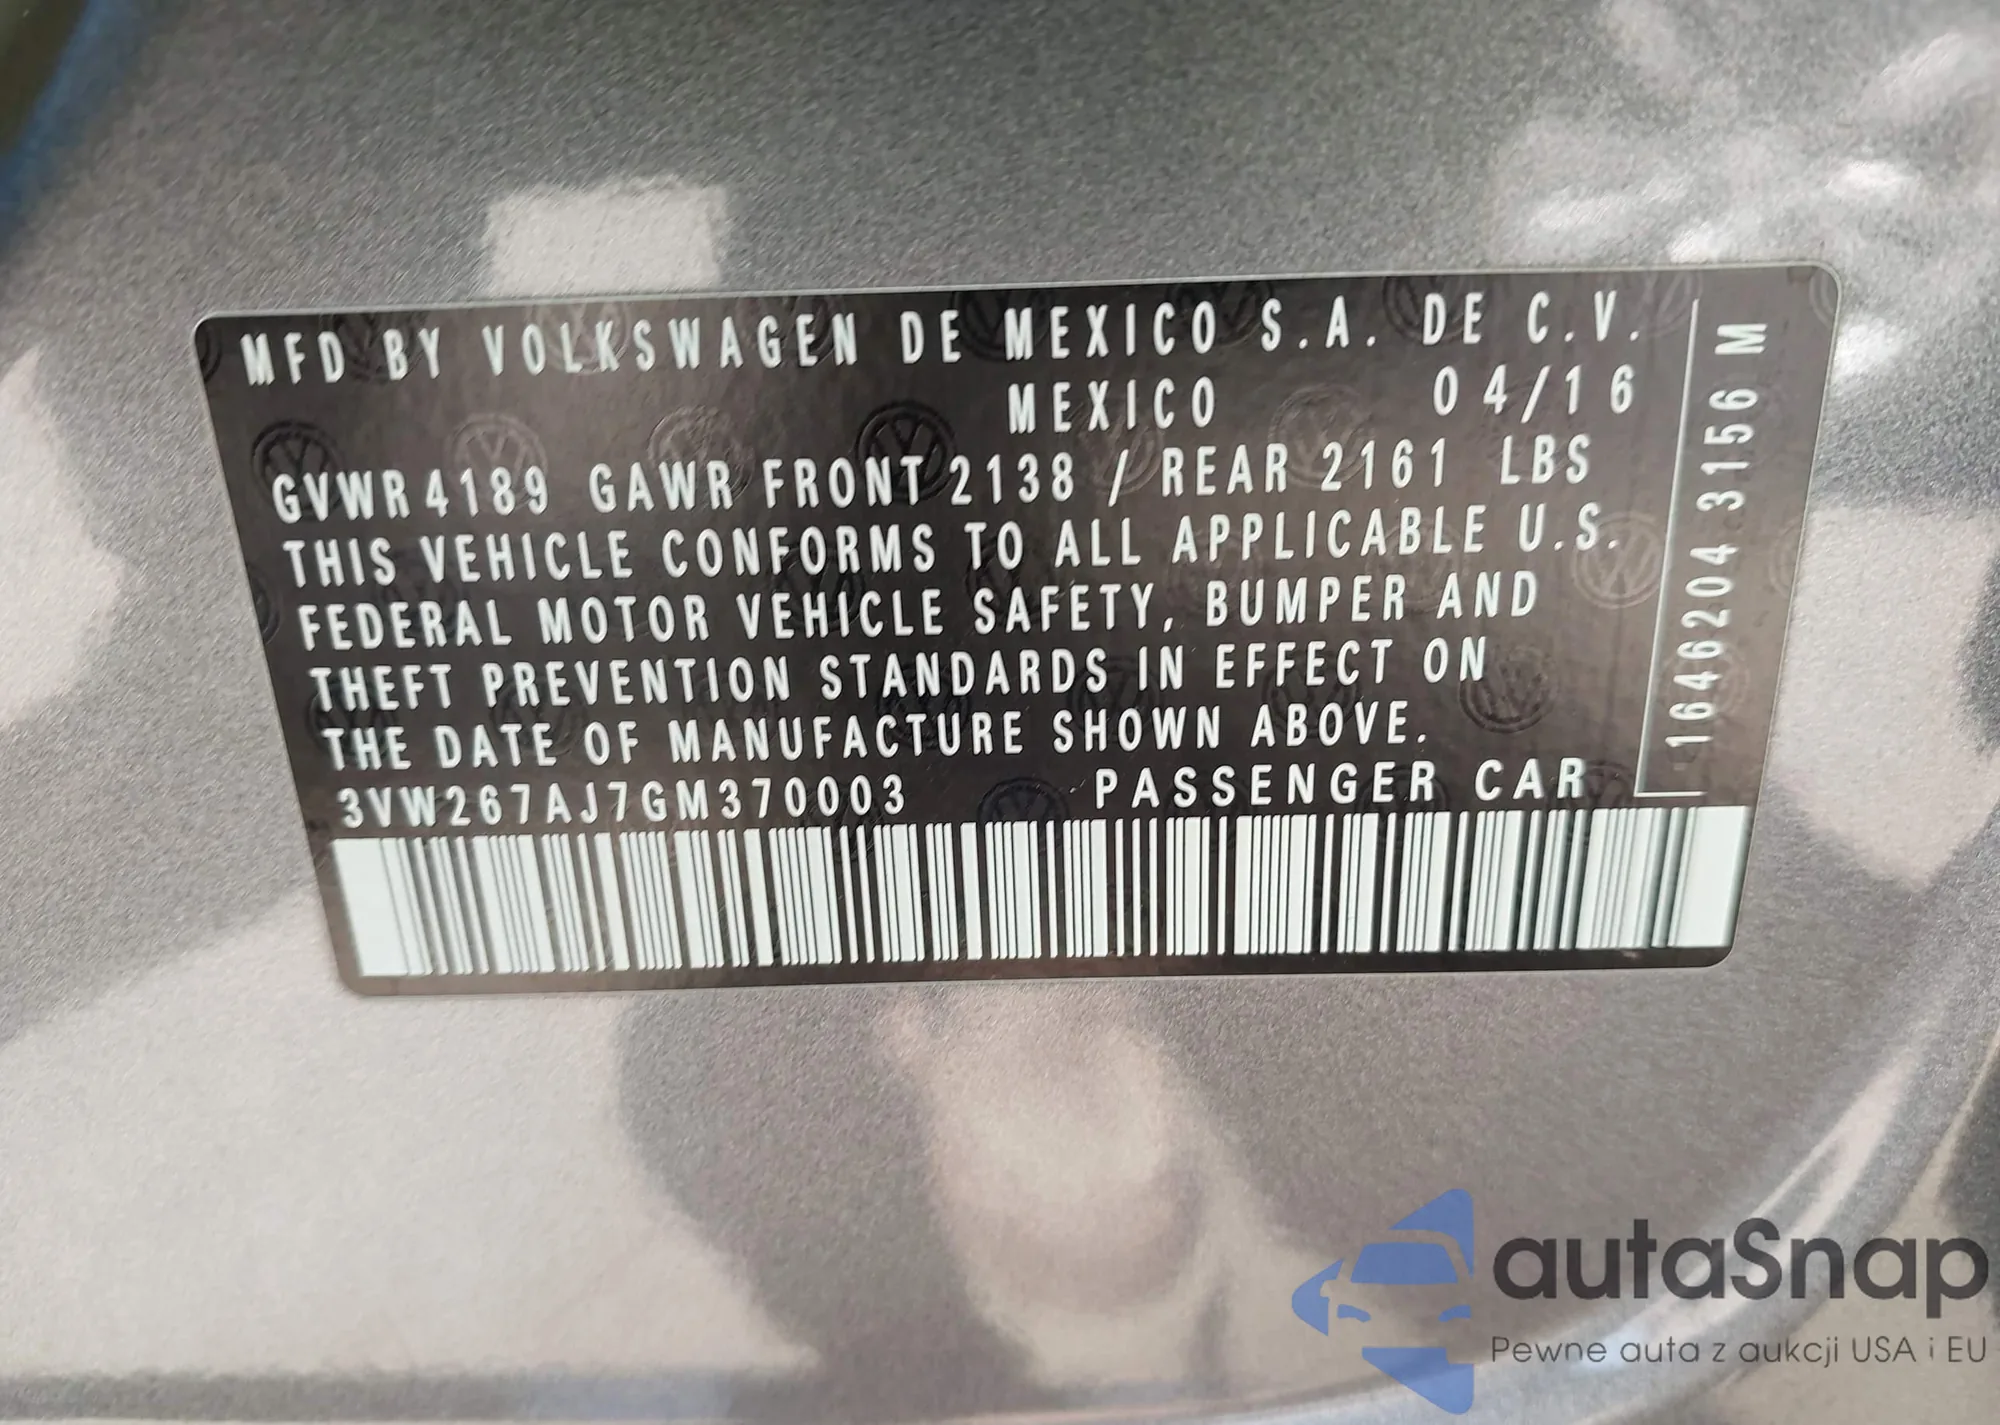 MFD BY VOLKSWAGEN DE MEXICO S.A. DE C.V.
MEXICO 04/16
GVWR 4189 GAWR FRONT 2138 / REAR 2161 LBS
THIS VEHICLE CONFORMS TO ALL APPLICABLE U.S.
FEDERAL MOTOR VEHICLE SAFETY, BUMPER AND
THEFT PREVENTION STANDARDS IN EFFECT ON
THE DATE OF MANUFACTURE SHOWN ABOVE.
3VW267AJ7GM370003 PASSENGER CAR
1646204 3156 M
autaSnap
Pewne auta z aukcji USA i EU